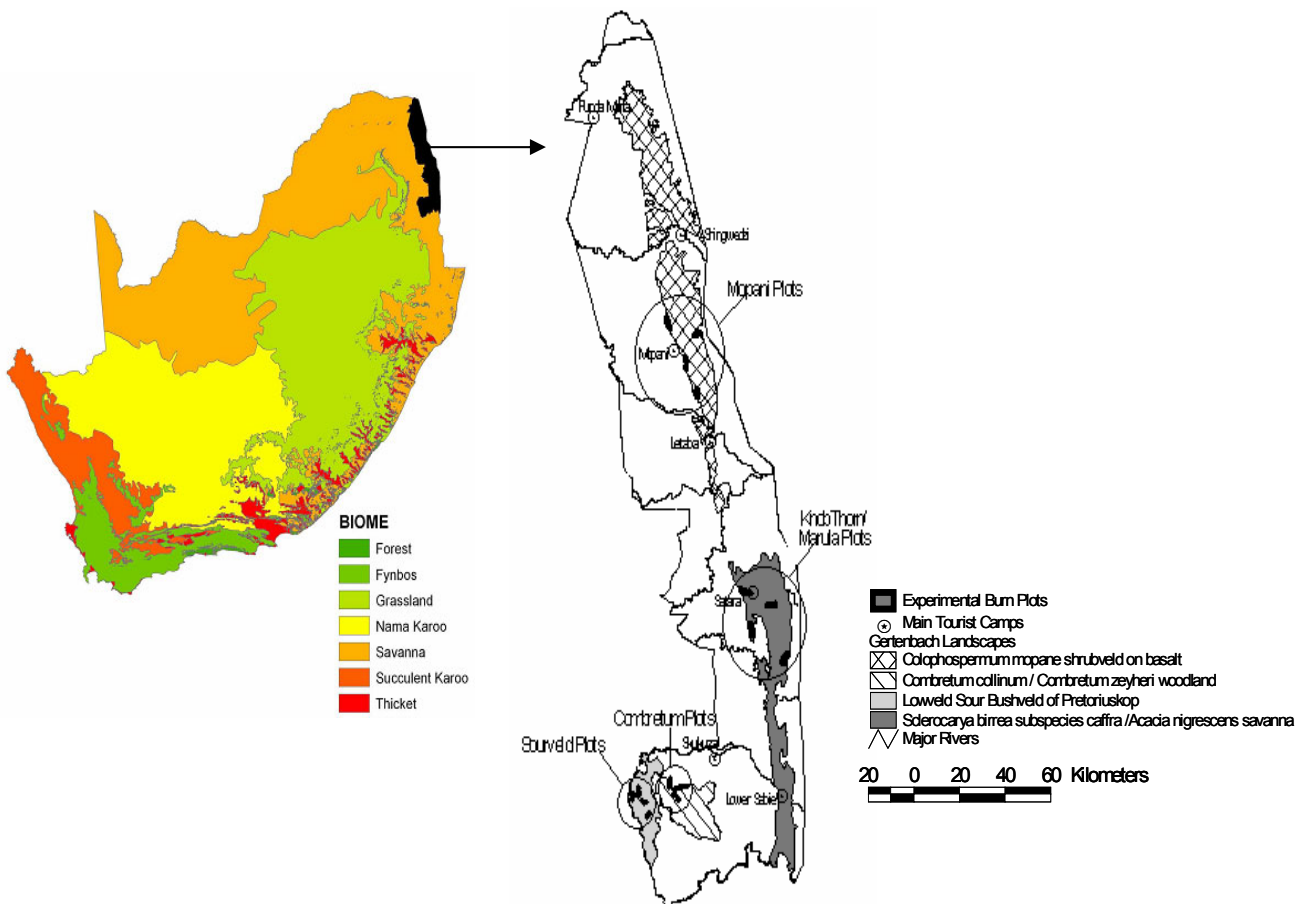 BIOME
Forest
Fynbos
Grassland
Nama Karoo
Savanna
Succulent Karoo
Thicket
Punda Maria
Shingwedzi
Mopani Plots
Mopani
Letaba
Knob Thorn/
Marula Plots
Satara
Combretum Plots
Sourveld Plots
Skukuza
Lower Sabie
Experimental Burn Plots
Main Tourist Camps
Gertenbach Landscapes
Colophospermum mopane shrubveld on basalt
Combretum collinum / Combretum zeyheri woodland
Lowveld Sour Bushveld of Pretoriuskop
Sclerocarya birrea subspecies caffra /Acacia nigrescens savanna
Major Rivers
20 0 20 40 60 Kilometers